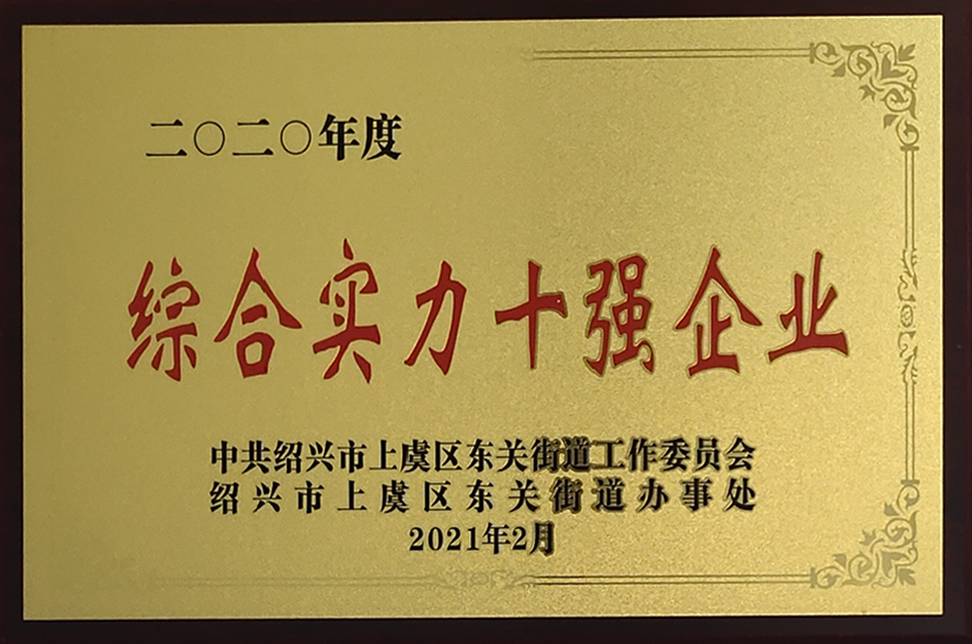 二〇二〇年度
综合实力十强企业
中共绍兴市上虞区东关街道工作委员会
绍兴市上虞区东关街道办事处
2021年2月